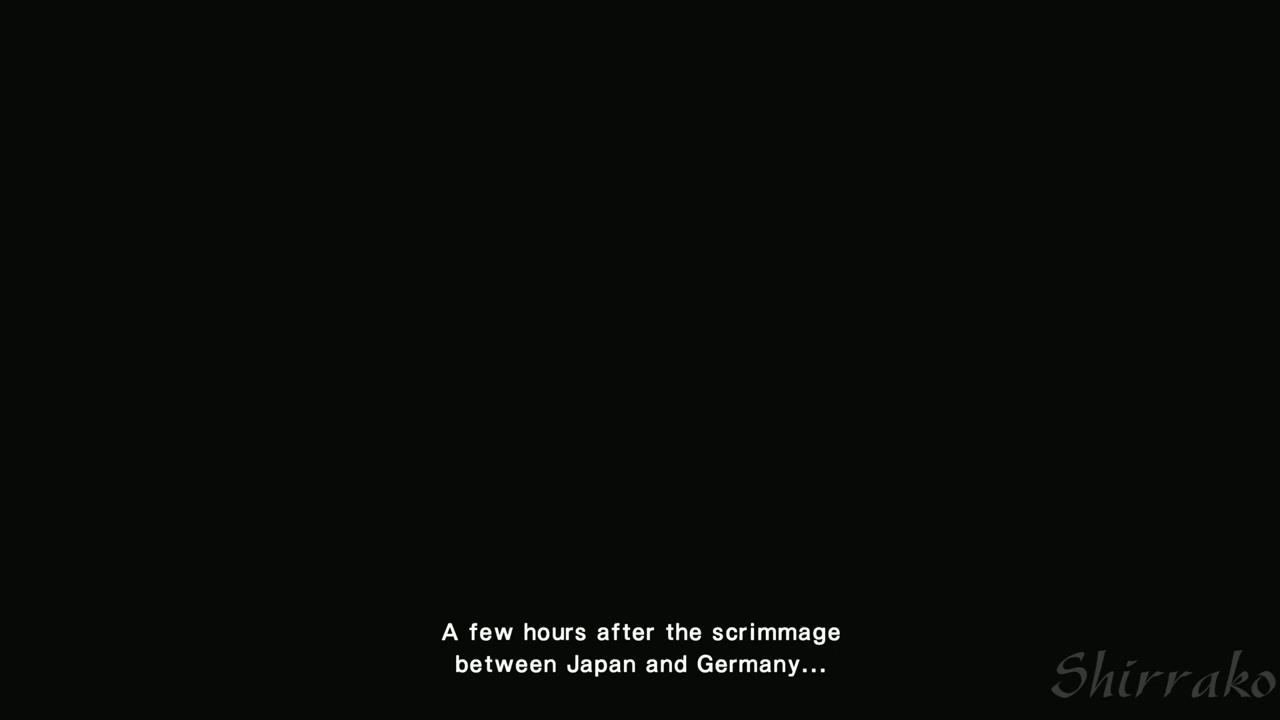 A few hours after the scrimmage
between Japan and Germany...
Shirrako